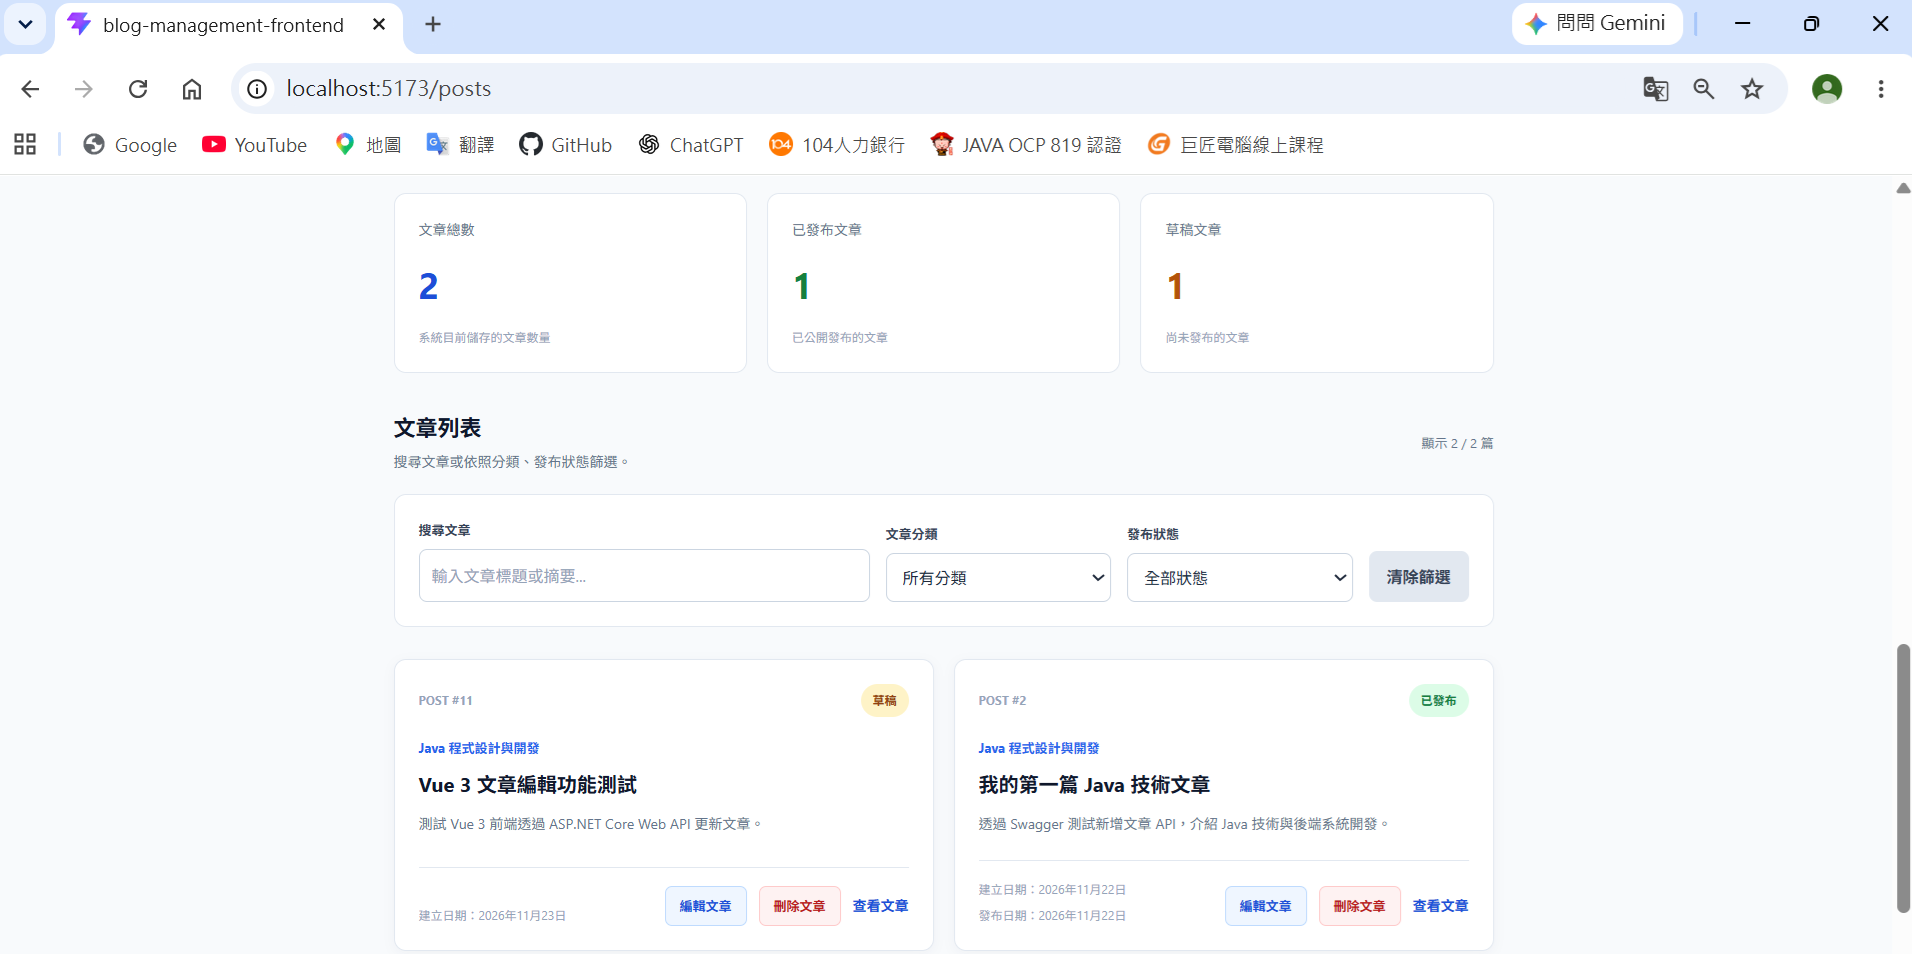 blog-management-frontend
問問 Gemini
localhost:5173/posts
Google
YouTube
地圖
翻譯
GitHub
ChatGPT
104人力銀行
JAVA OCP 819 認證
巨匠電腦線上課程
文章總數
2
系統目前儲存的文章數量
已發布文章
1
已公開發布的文章
草稿文章
1
尚未發布的文章
文章列表
搜尋文章或依照分類、發布狀態篩選。
顯示 2 / 2 篇
搜尋文章
輸入文章標題或摘要...
文章分類
所有分類
發布狀態
全部狀態
清除篩選
POST #11
草稿
Java 程式設計與開發
Vue 3 文章編輯功能測試
測試 Vue 3 前端透過 ASP.NET Core Web API 更新文章。
建立日期：2026年11月23日
編輯文章
刪除文章
查看文章
POST #2
已發布
Java 程式設計與開發
我的第一篇 Java 技術文章
透過 Swagger 測試新增文章 API，介紹 Java 技術與後端系統開發。
建立日期：2026年11月22日
發布日期：2026年11月22日
編輯文章
刪除文章
查看文章